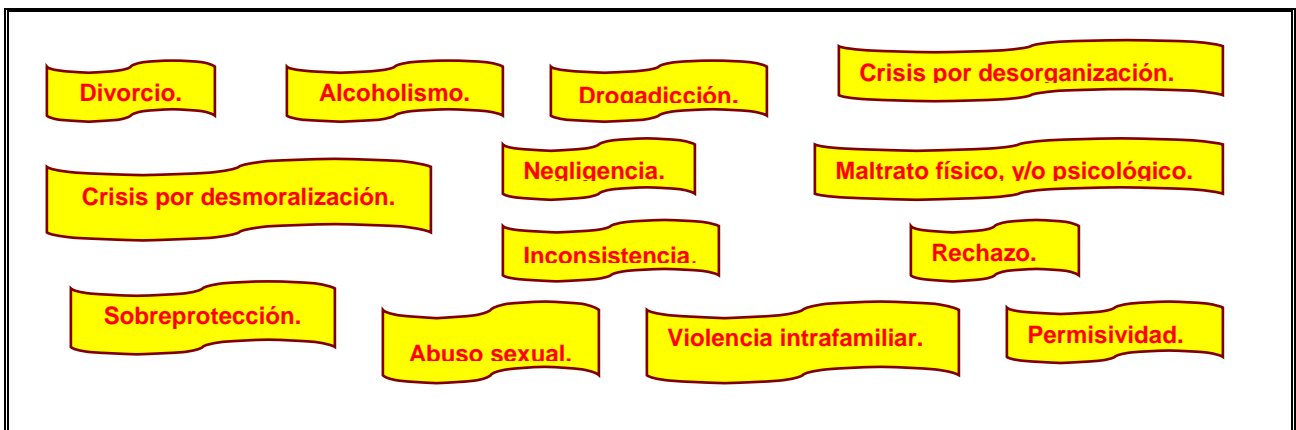 Divorcio.
Alcoholismo.
Drogadicción.
Crisis por desorganización.
Negligencia.
Maltrato físico, y/o psicológico.
Crisis por desmoralización.
Inconsistencia.
Rechazo.
Sobreprotección.
Abuso sexual.
Violencia intrafamiliar.
Permisividad.